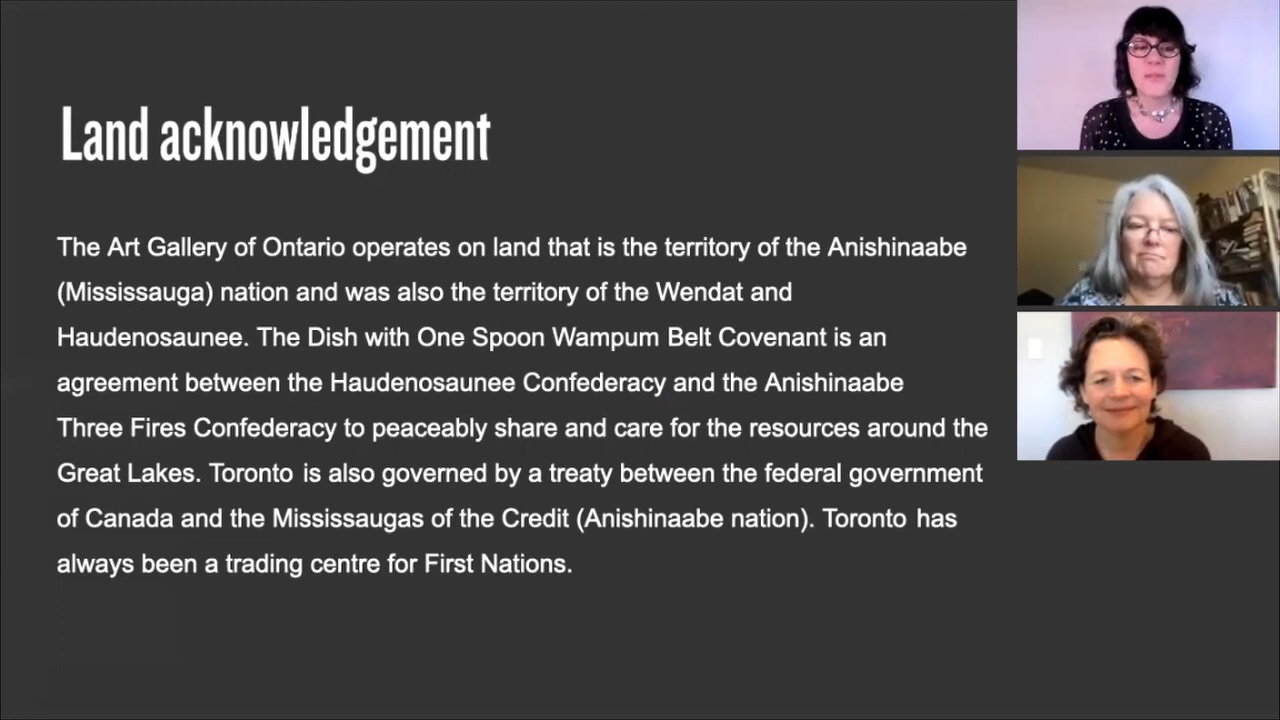 Land acknowledgement
The Art Gallery of Ontario operates on land that is the territory of the Anishinaabe
(Mississauga) nation and was also the territory of the Wendat and
Haudenosaunee. The Dish with One Spoon Wampum Belt Covenant is an
agreement between the Haudenosaunee Confederacy and the Anishinaabe
Three Fires Confederacy to peaceably share and care for the resources around the
Great Lakes. Toronto is also governed by a treaty between the federal government
of Canada and the Mississaugas of the Credit (Anishinaabe nation). Toronto has
always been a trading centre for First Nations.